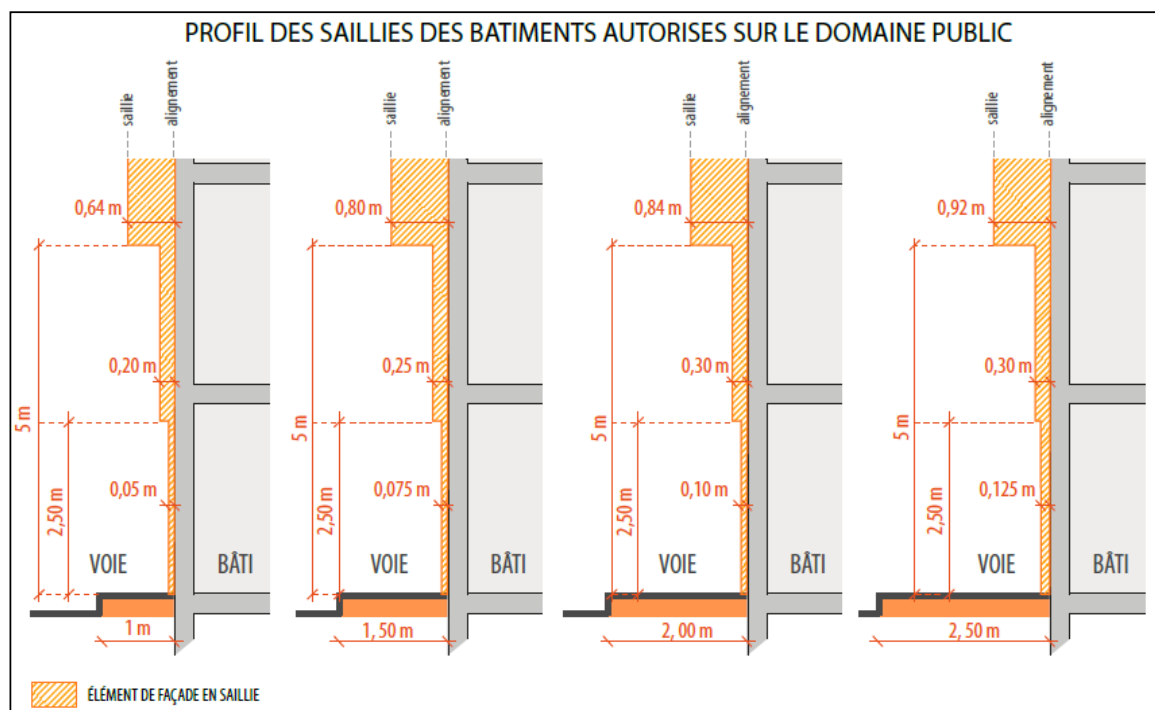 PROFIL DES SAILLIES DES BATIMENTS AUTORISES SUR LE DOMAINE PUBLIC
saillie
alignement
0,64 m
0,20 m
5 m
2,50 m
0,05 m
VOIE
BÂTI
1 m
saillie
alignement
0,80 m
0,25 m
5 m
2,50 m
0,075 m
VOIE
BÂTI
1, 50 m
saillie
alignement
0,84 m
0,30 m
5 m
2,50 m
0,10 m
VOIE
BÂTI
2, 00 m
saillie
alignement
0,92 m
0,30 m
5 m
2,50 m
0,125 m
VOIE
BÂTI
2, 50 m
ÉLÉMENT DE FAÇADE EN SAILLIE